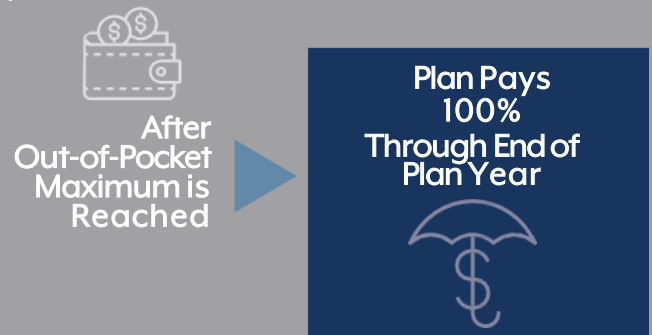 After
Out-of-Pocket
Maximum is
Reached
Plan Pays
100%
Through End of
Plan Year